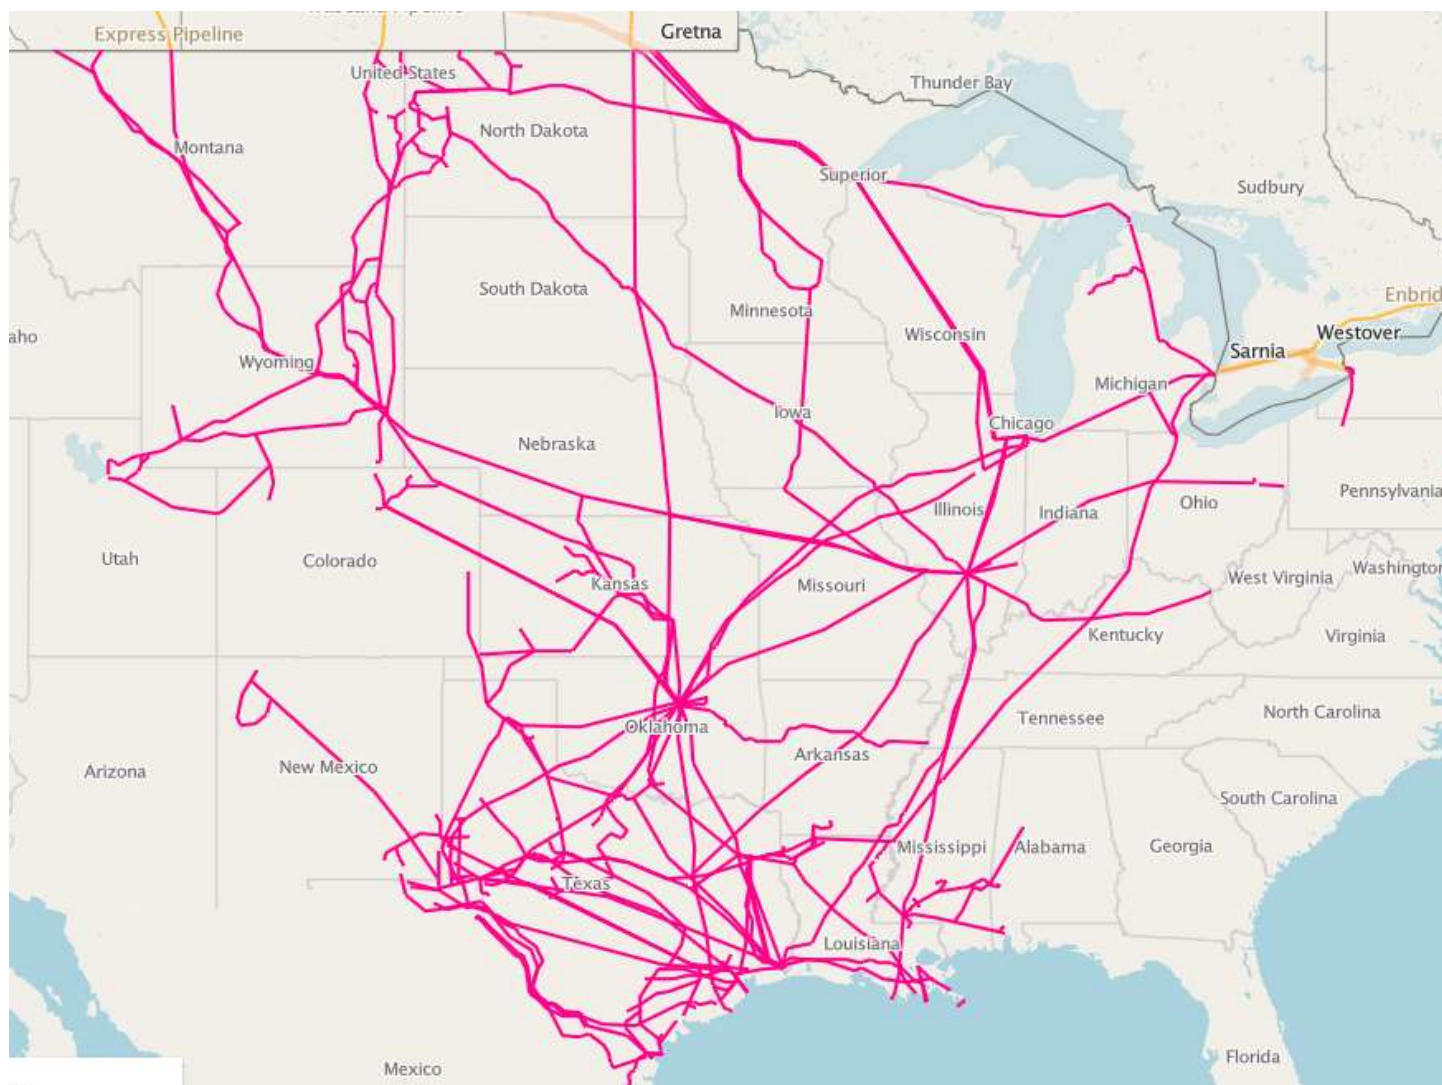 Express Pipeline
Gretna
United States
Thunder Bay
North Dakota
Montana
Superior
Sudbury
South Dakota
Minnesota
Enbrid
aho
Wisconsin
Westover
Sarnia
Wyoming
Michigan
Iowa
Chicago
Nebraska
Illinois
Indiana
Ohio
Pennsylvania
Utah
Colorado
Kansas
Missouri
West Virginia
Washington
Kentucky
Virginia
Oklahoma
Tennessee
North Carolina
Arizona
New Mexico
Arkansas
South Carolina
Mississippi
Alabama
Georgia
Texas
Louisiana
Mexico
Florida